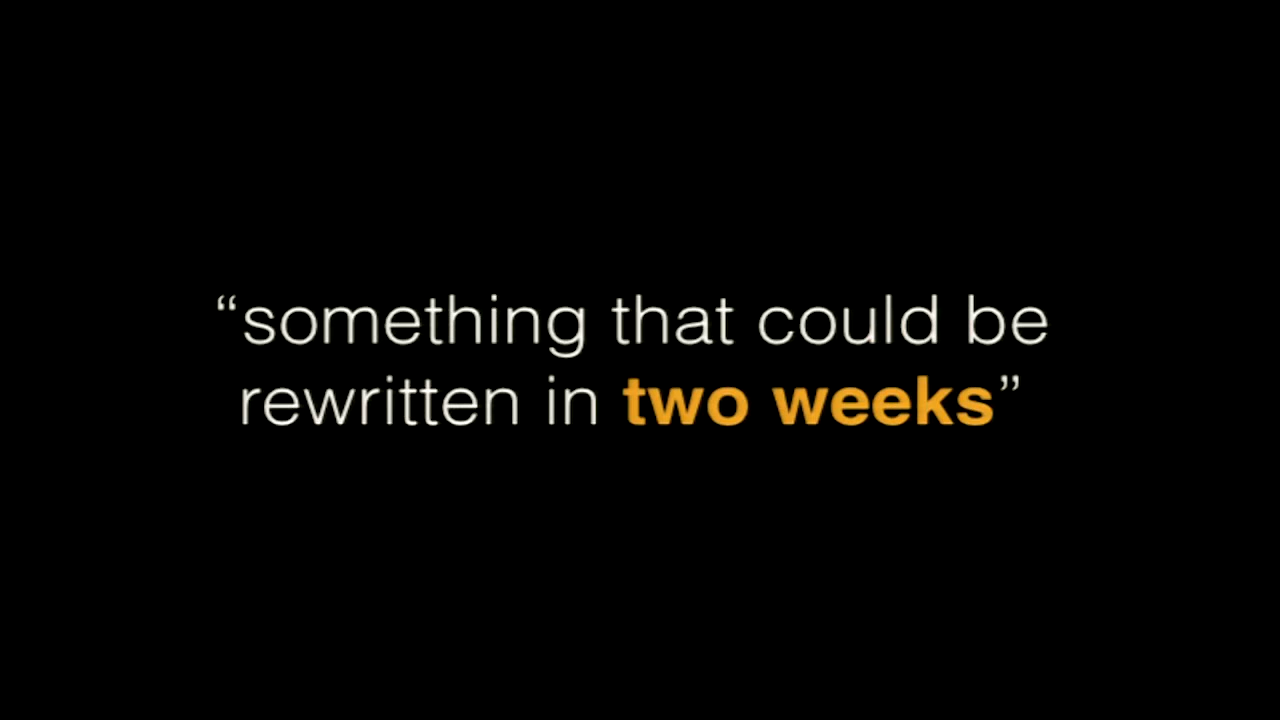 “something that could be
rewritten in two weeks”